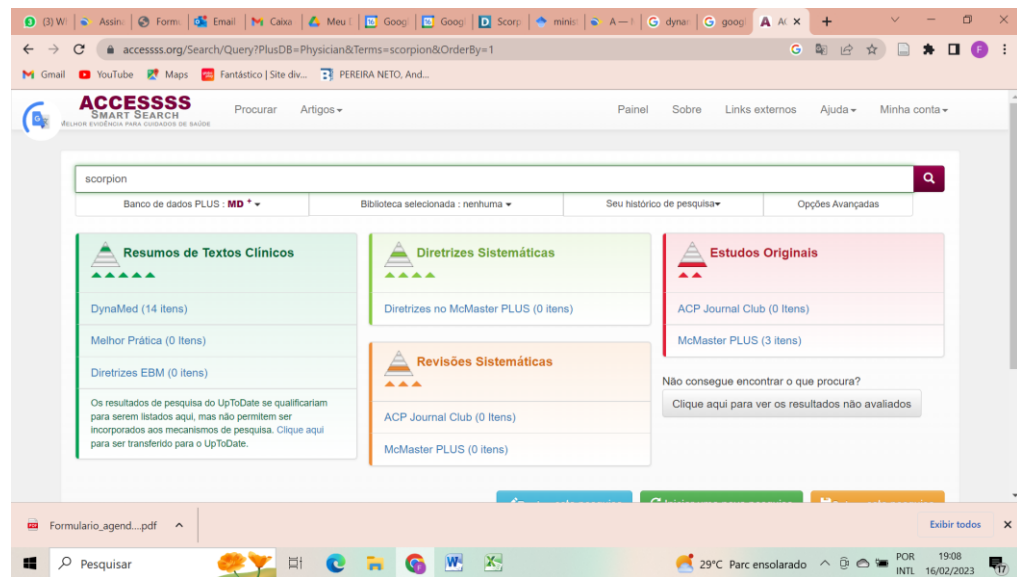 (3) W
Assin
Form
Email
Caixa
Meu
Goog
Goog
Scorp
minis
A — 
dynar
goog
AC
accessss.org/Search/Query?PlusDB=Physician&Terms=scorpion&OrderBy=1
Gmail YouTube Maps Fantástico | Site div... PEREIRA NETO, And...
ACCESSSS
SMART SEARCH
MELHOR EVIDÊNCIA PARA CUIDADOS DE SAÚDE
Procurar Artigos Painel Sobre Links externos Ajuda Minha conta
scorpion
Banco de dados PLUS : MD + Biblioteca selecionada : nenhuma Seu histórico de pesquisa Opções Avançadas
Resumos de Textos Clínicos
DynaMed (14 itens)
Melhor Prática (0 Itens)
Diretrizes EBM (0 itens)
Os resultados de pesquisa do UpToDate se qualificariam
para serem listados aqui, mas não permitem ser
incorporados aos mecanismos de pesquisa. Clique aqui
para ser transferido para o UpToDate.
Diretrizes Sistemáticas
Diretrizes no McMaster PLUS (0 itens)
Revisões Sistemáticas
ACP Journal Club (0 Itens)
McMaster PLUS (0 itens)
Estudos Originais
ACP Journal Club (0 Itens)
McMaster PLUS (3 itens)
Não consegue encontrar o que procura?
Clique aqui para ver os resultados não avaliados
Formulario_agend....pdf
Exibir todos
Pesquisar
29°C Parc ensolarado
POR
INTL
19:08
16/02/2023
17